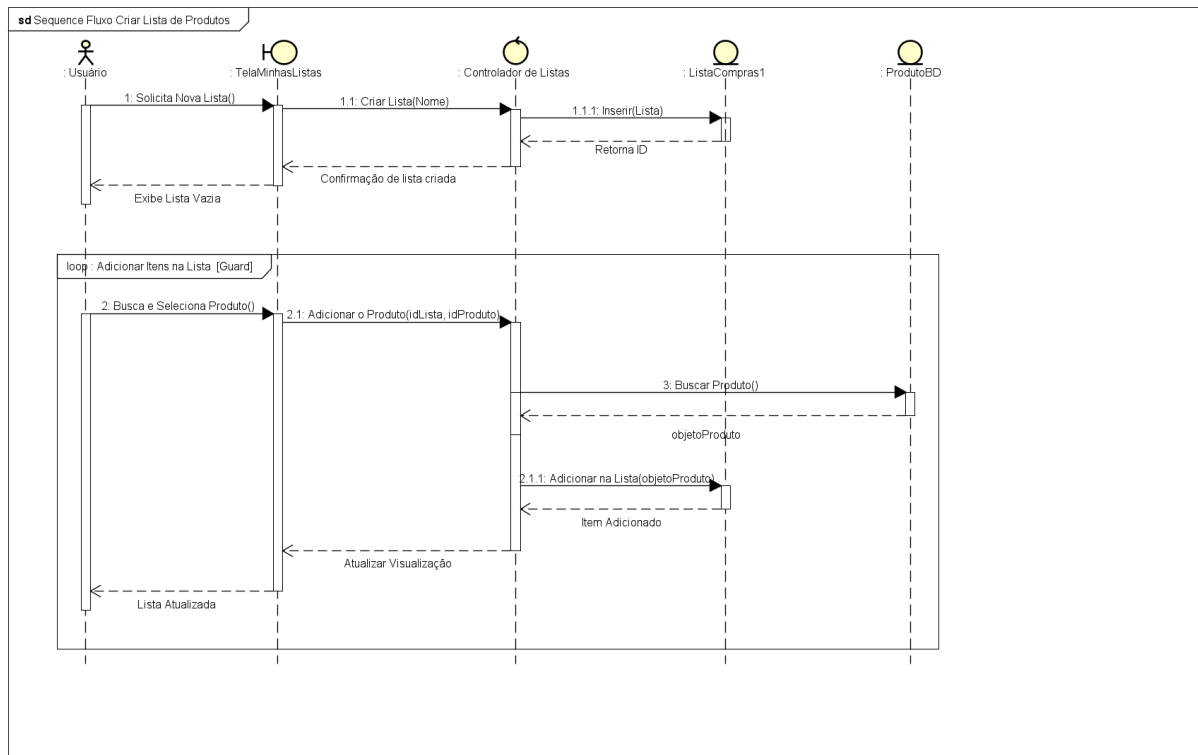 sd Sequence Fluxo Criar Lista de Produtos
: Usuário
: TelaMinhasListas
: Controlador de Listas
: ListaCompras1
: ProdutoBD
1: Solicita Nova Lista()
1.1: Criar Lista(Nome)
1.1.1: Inserir(Lista)
Retorna ID
Confirmação de lista criada
Exibe Lista Vazia
loop : Adicionar Itens na Lista [Guard]
2: Busca e Seleciona Produto()
2.1: Adicionar o Produto(idLista, idProduto)
3: Buscar Produto()
objetoProduto
2.1.1: Adicionar na Lista(objetoProduto)
Item Adicionado
Atualizar Visualização
Lista Atualizada